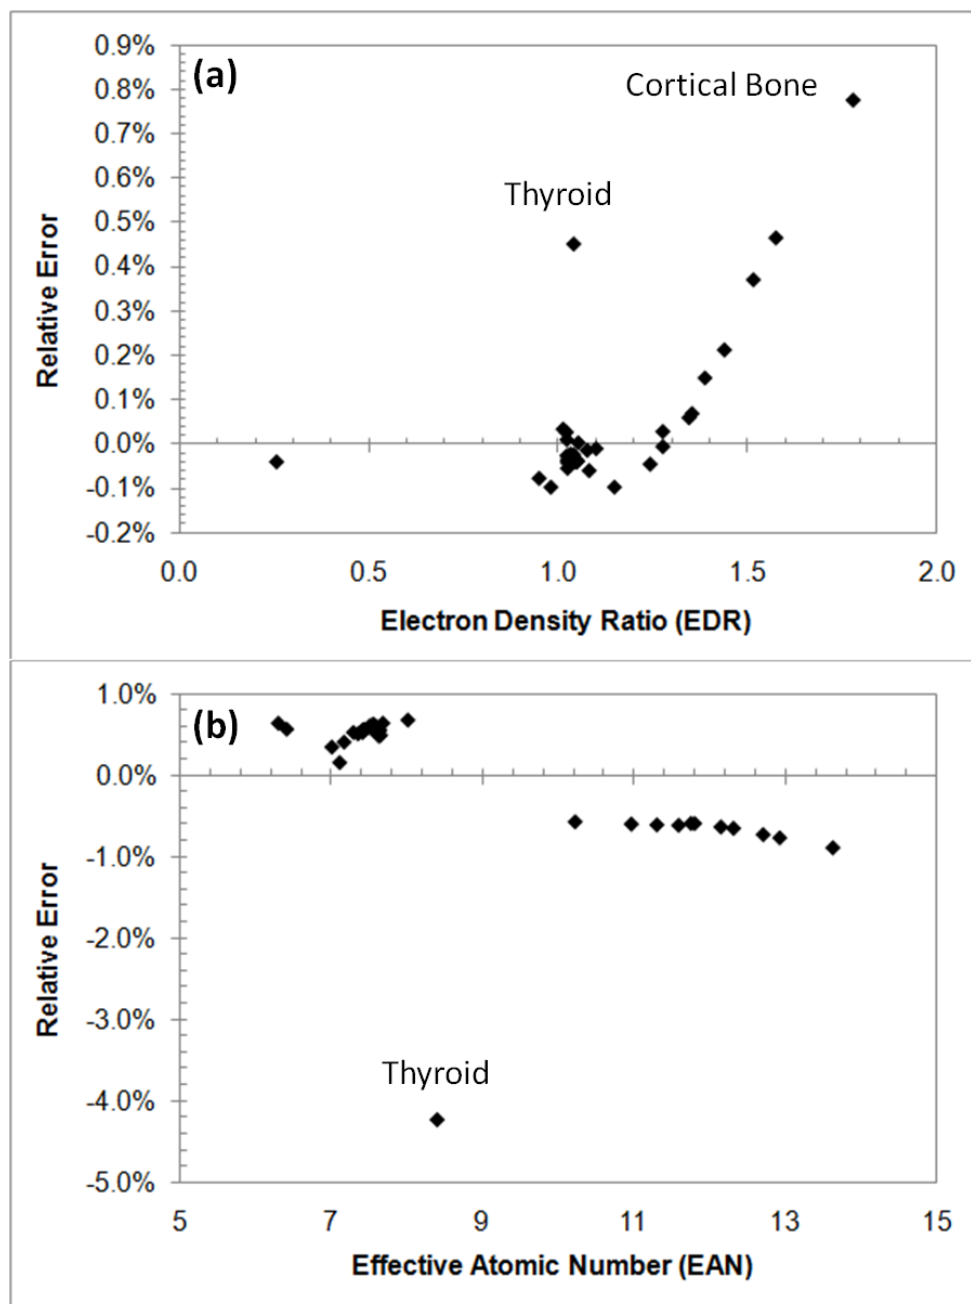 (a)
0.9%
0.8%
0.7%
0.6%
0.5%
0.4%
0.3%
0.2%
0.1%
0.0%
-0.1%
-0.2%
Relative Error
Cortical Bone
Thyroid
0.0 0.5 1.0 1.5 2.0
Electron Density Ratio (EDR)
(b)
1.0%
0.0%
-1.0%
-2.0%
-3.0%
-4.0%
-5.0%
Relative Error
Thyroid
5 7 9 11 13 15
Effective Atomic Number (EAN)